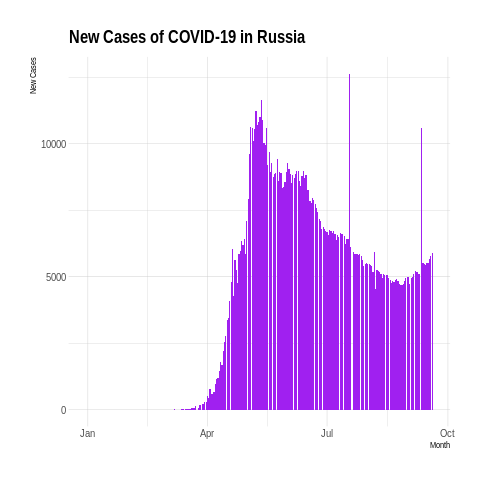 New Cases of COVID-19 in Russia
New Cases
10000
5000
0
Jan Apr Jul Oct
Month